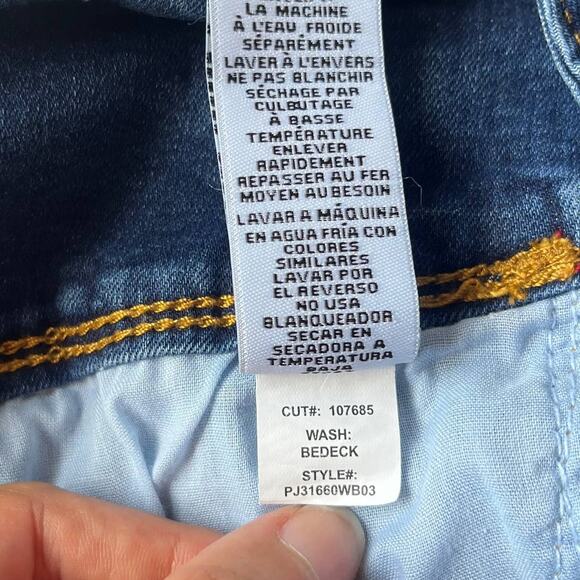 LA MACHINE
À L'EAU FROIDE
SÉPARÉMENT
LAVER À L'ENVERS
NE PAS BLANCHIR
SÉCHAGE PAR
CULBUTAGE
À BASSE
TEMPÉRATURE
ENLEVER
RAPIDEMENT
REPASSER AU FER
MOYEN AU BESOIN
LAVAR A MÁQUINA
EN AGUA FRÍA CON
COLORES
SIMILARES
LAVAR POR
EL REVERSO
NO USA
BLANQUEADOR
SECAR EN
SECADORA A
TEMPERATURA
BAJA
CUT#: 107685
WASH:
BEDECK
STYLE#:
PJ31660WB03